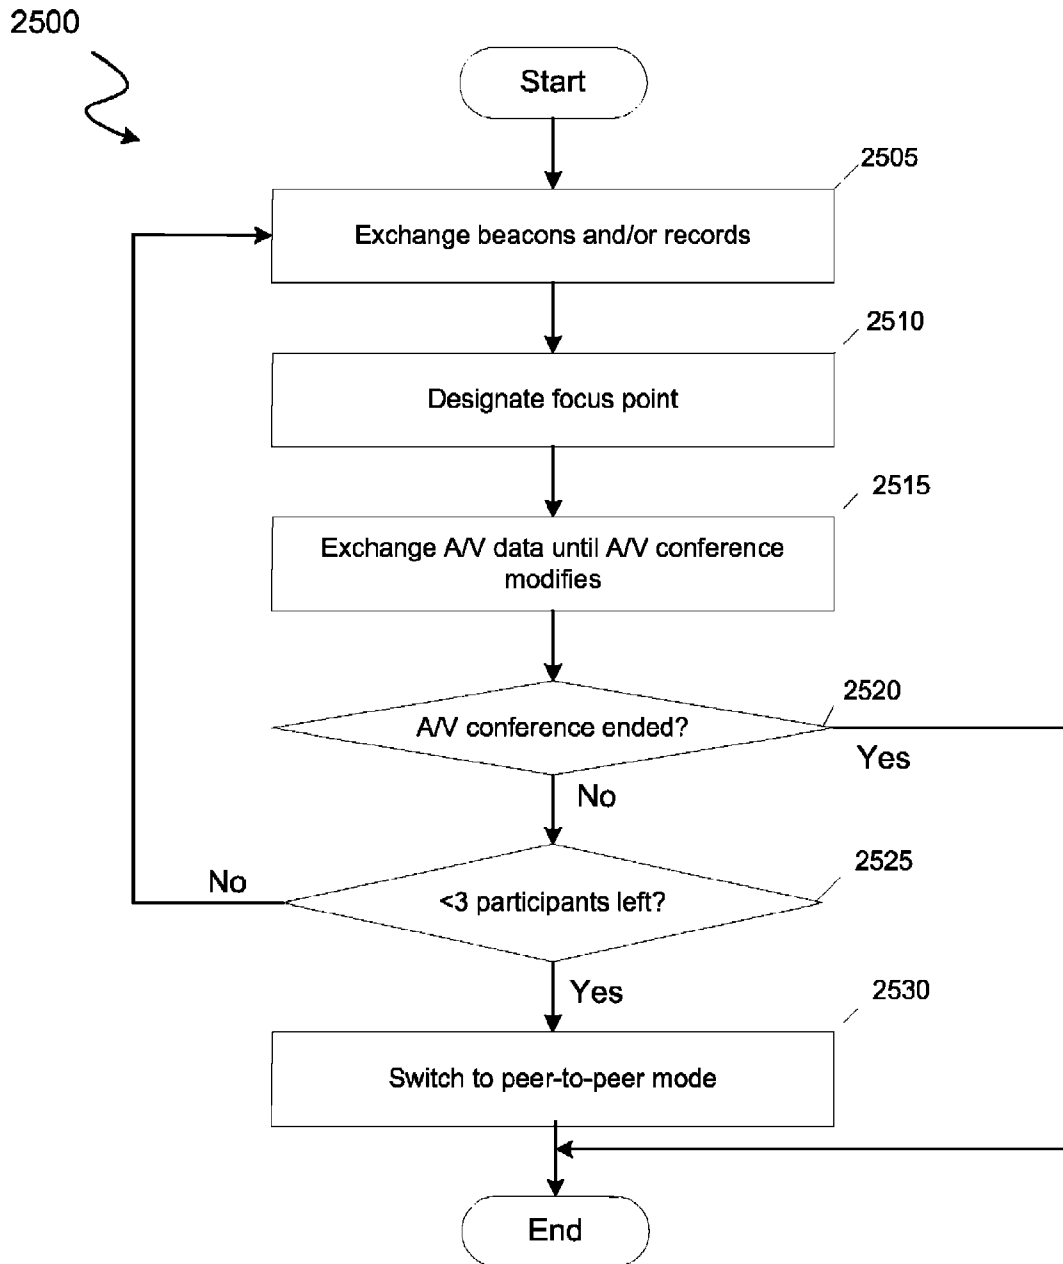 2500
Start
2505
Exchange beacons and/or records
2510
Designate focus point
2515
Exchange A/V data until A/V conference
modifies
2520
A/V conference ended?
Yes
No
2525
No
<3 participants left?
Yes
2530
Switch to peer-to-peer mode
End